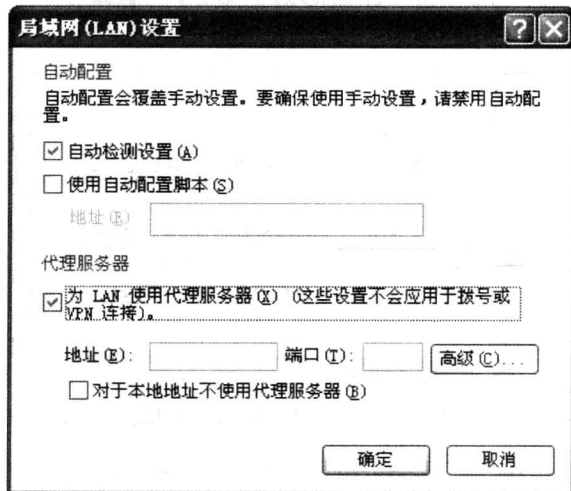 局域网(LAN)设置
自动配置
自动配置会覆盖手动设置。要确保使用手动设置，请禁用自动配
置。
自动检测设置(A)
使用自动配置脚本(S)
地址(R)
代理服务器
为 LAN 使用代理服务器(X) (这些设置不会应用于拨号或
VPN 连接)。
地址(E): 端口(T): 高级(C)...
对于本地地址不使用代理服务器(B)
确定 取消